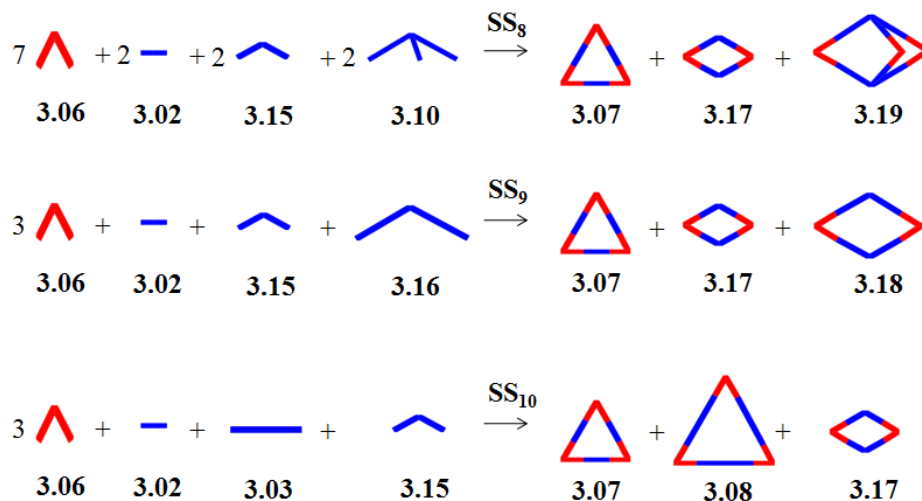 7 + 2 + 2 + 2 SS8 + +
3.06 3.02 3.15 3.10 3.07 3.17 3.19
3 + + + SS9 + +
3.06 3.02 3.15 3.16 3.07 3.17 3.18
3 + + + SS10 + +
3.06 3.02 3.03 3.15 3.07 3.08 3.17